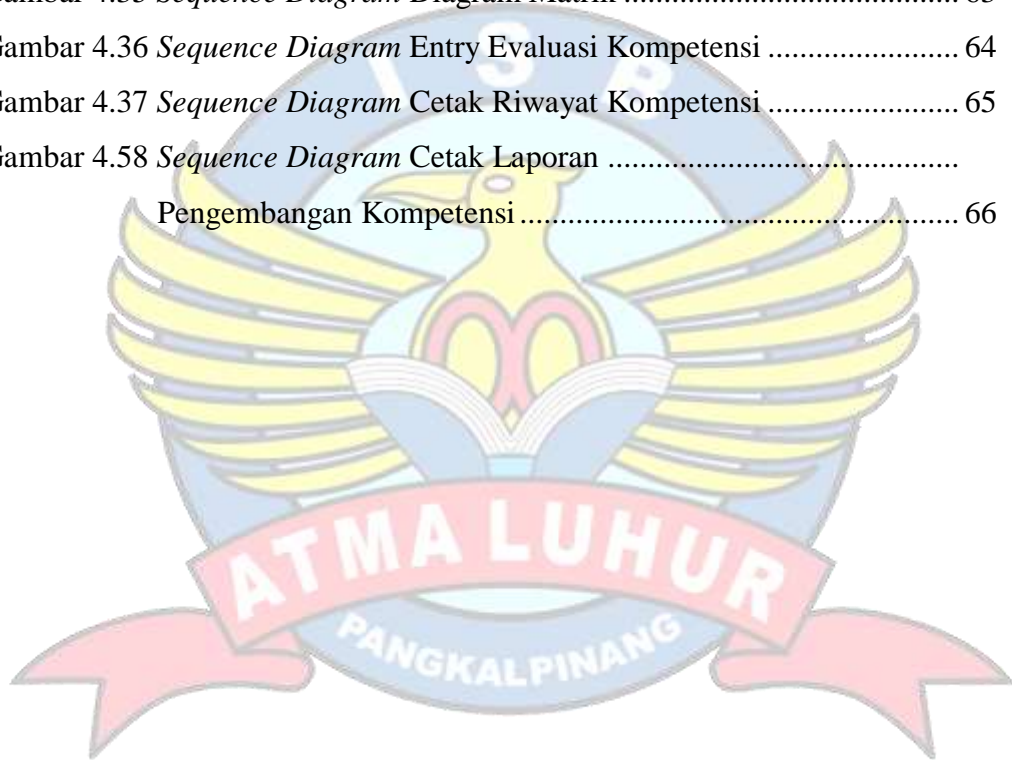 Gambar 4.36 Sequence Diagram Entry Evaluasi Kompetensi ........................ 64
Gambar 4.37 Sequence Diagram Cetak Riwayat Kompetensi ........................ 65
Gambar 4.58 Sequence Diagram Cetak Laporan ............................................
Pengembangan Kompetensi ....................................................... 66
I S B
ATMA LUHUR
PANGKALPINANG